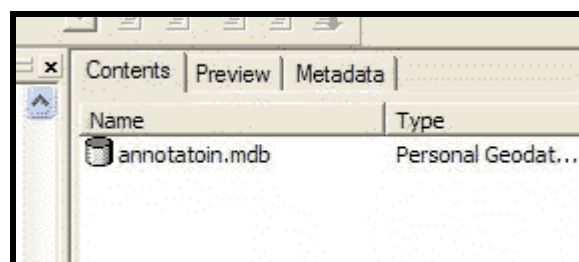 Contents Preview Metadata
Name Type
annotatoin.mdb Personal Geodat...